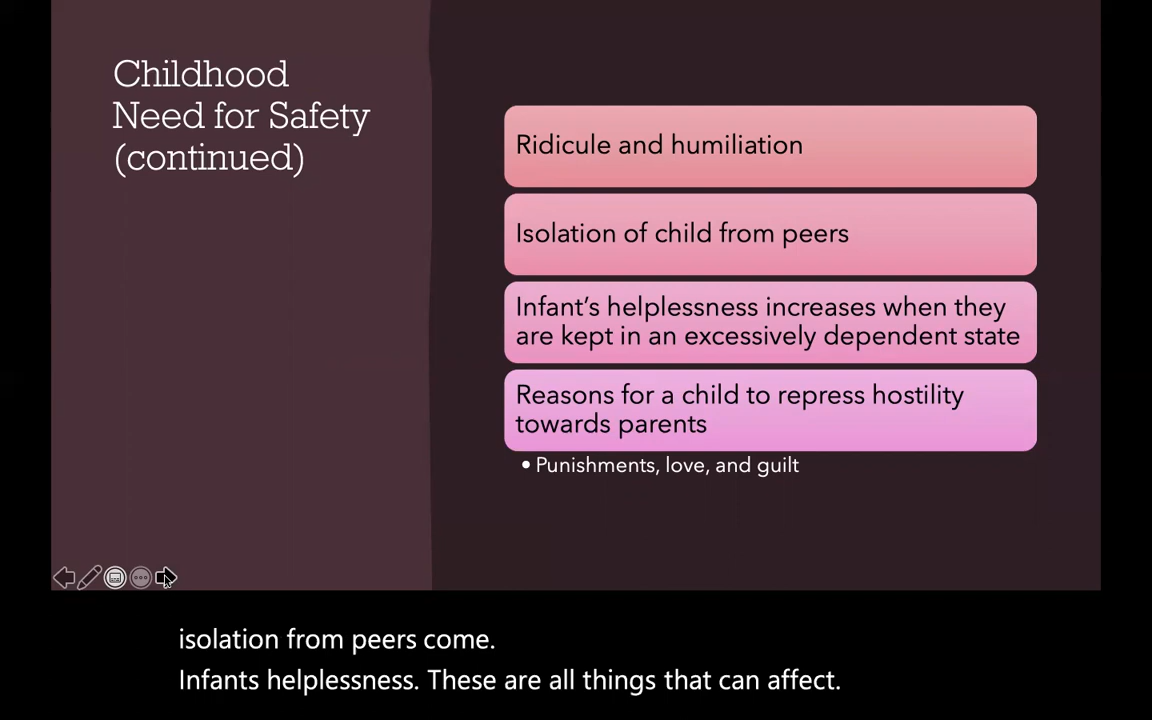 Childhood
Need for Safety
(continued)
Ridicule and humiliation
Isolation of child from peers
Infant’s helplessness increases when they
are kept in an excessively dependent state
Reasons for a child to repress hostility
towards parents
• Punishments, love, and guilt
isolation from peers come.
Infants helplessness. These are all things that can affect.